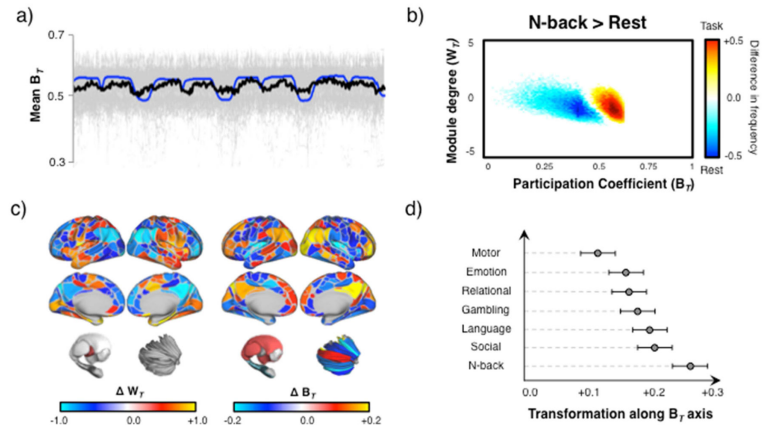 a)
0.7
0.5
0.3
Mean B_T
b)
N-back > Rest
Module degree (W_T)
5
0
-5
0
0.25
0.5
0.75
1
Participation Coefficient (B_T)
Task
+0.5
0.0
-0.5
Rest
Difference in frequency
c)
Δ W_T
-1.0
0.0
+1.0
Δ B_T
-0.2
0.0
+0.2
d)
Motor
Emotion
Relational
Gambling
Language
Social
N-back
0.0
+0.1
+0.2
+0.3
Transformation along B_T axis